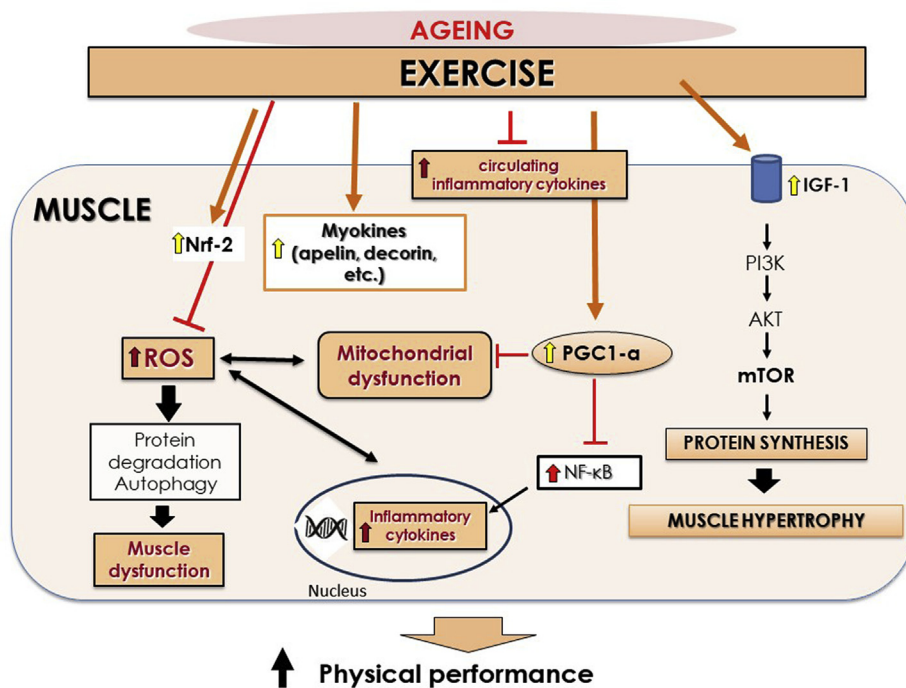 AGEING
EXERCISE
circulating
inflammatory cytokines
IGF-1
MUSCLE
Nrf-2
Myokines
(apelin, decorin,
etc.)
PI3K
AKT
mTOR
ROS
Mitochondrial
dysfunction
PGC1-a
PROTEIN SYNTHESIS
Protein
degradation
Autophagy
NF-κB
MUSCLE HYPERTROPHY
Inflammatory
cytokines
Muscle
dysfunction
Nucleus
Physical performance